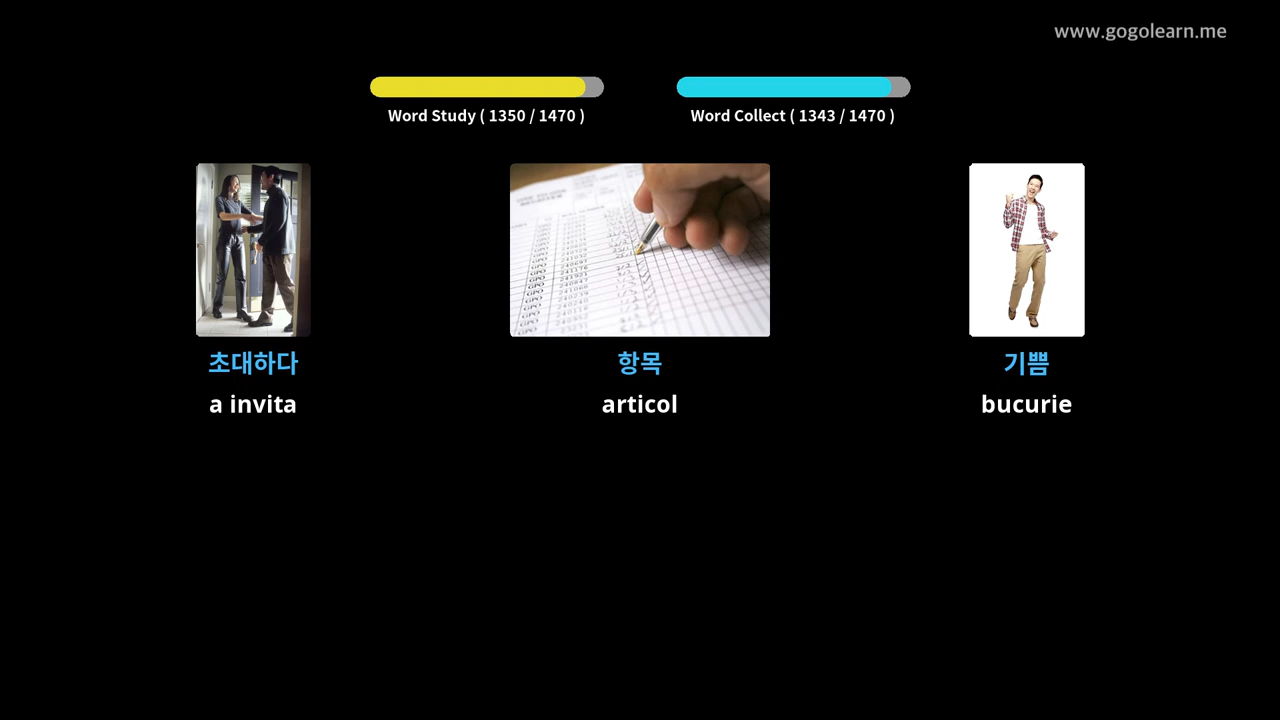 www.gogolearn.me
Word Study ( 1350 / 1470 )
Word Collect ( 1343 / 1470 )
초대하다
항목
기쁨
a invita
articol
bucurie